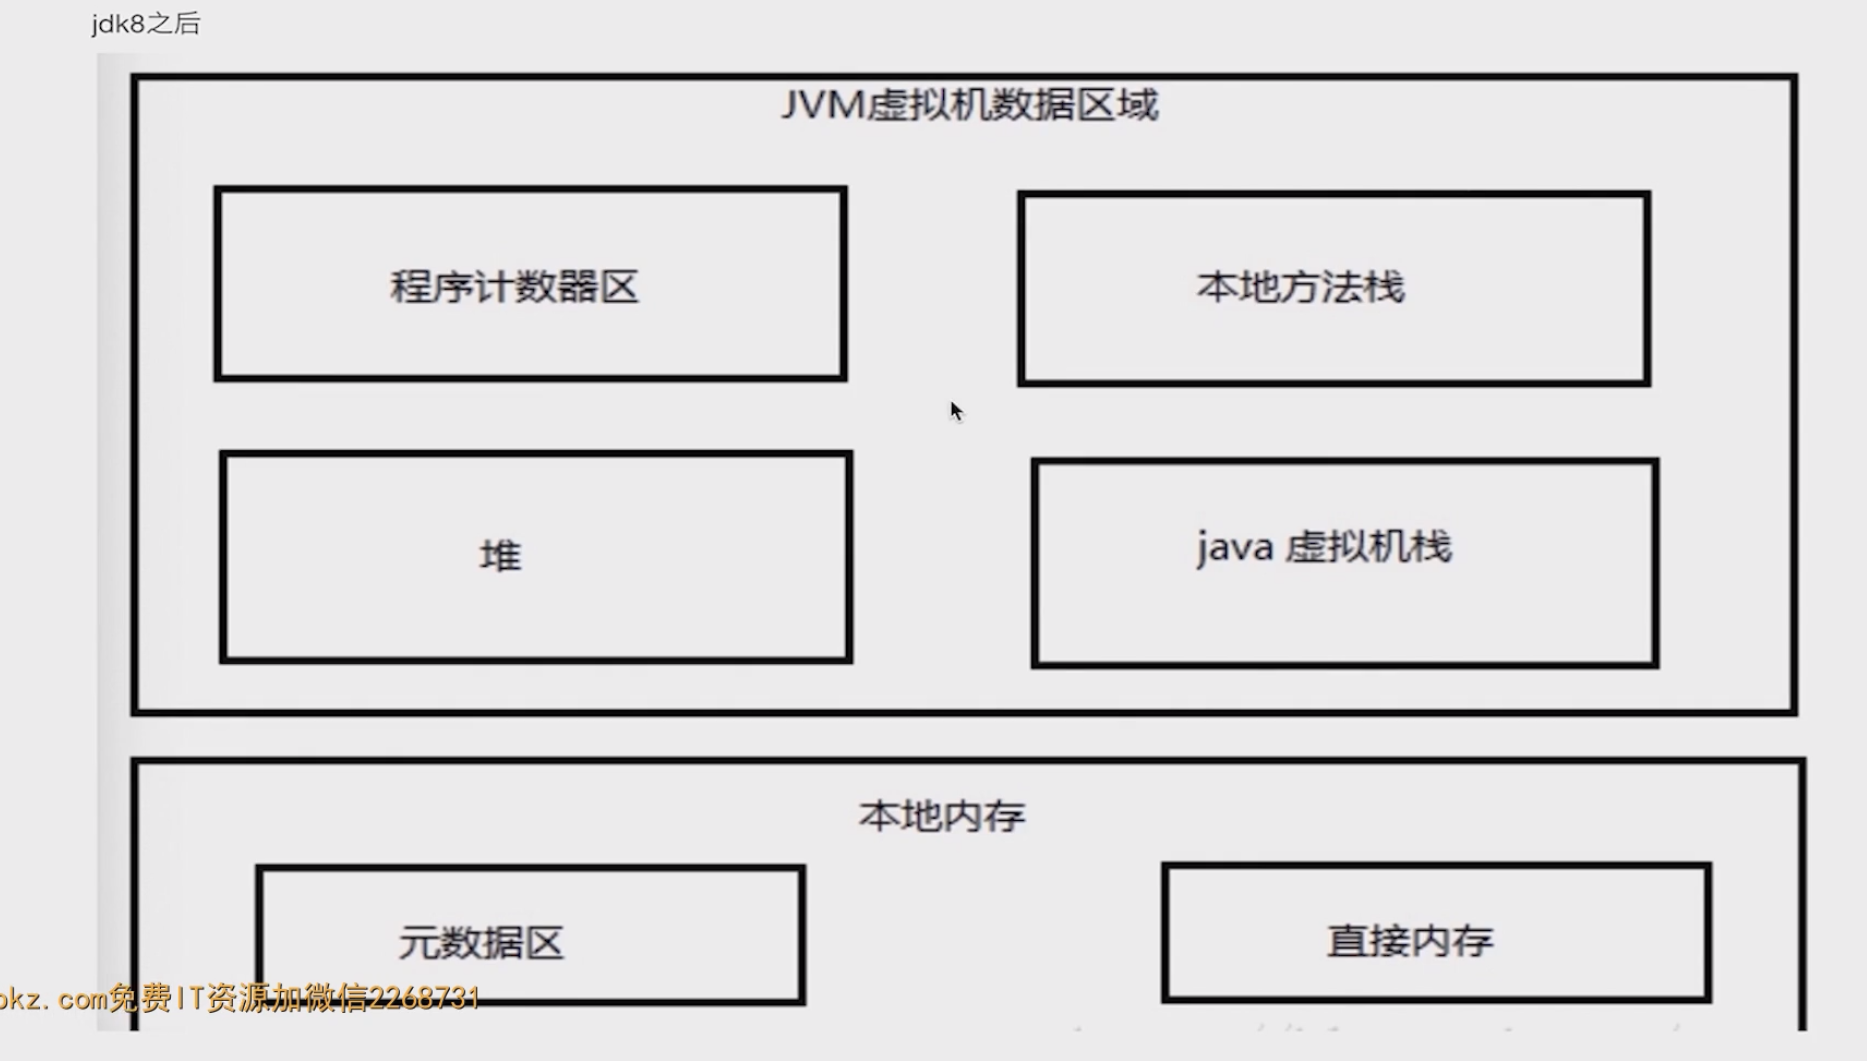 jdk8之后
JVM虚拟机数据区域
程序计数器区
本地方法栈
堆
java 虚拟机栈
本地内存
元数据区
直接内存
okz.com免费IT资源加微信2268731